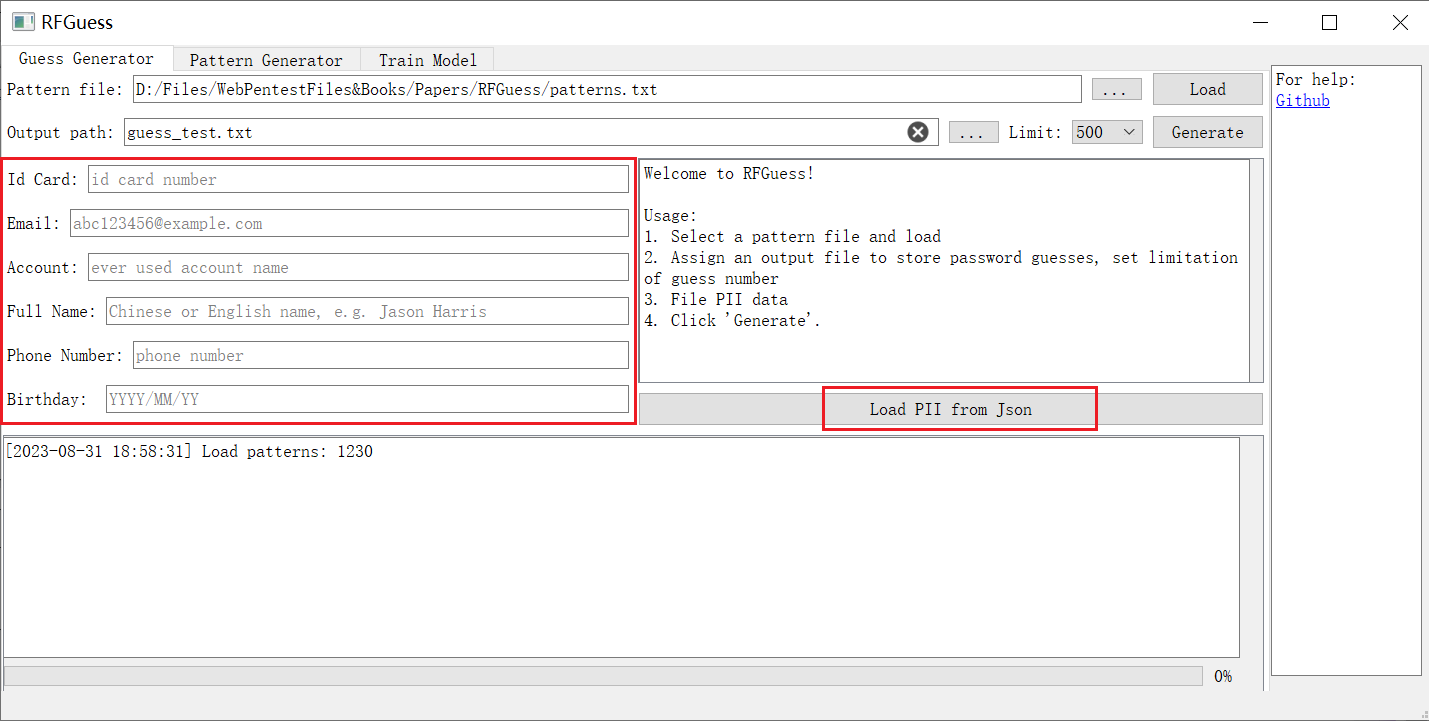 RFGuess
Guess Generator Pattern Generator Train Model
Pattern file: D:/Files/WebPentestFiles&Books/Papers/RFGuess/patterns.txt ... Load
Output path: guess_test.txt ... Limit: 500 Generate
Id Card: id card number
Email: abc123456@example.com
Account: ever used account name
Full Name: Chinese or English name, e.g. Jason Harris
Phone Number: phone number
Birthday: YYYY/MM/YY
Welcome to RFGuess!
Usage:
1. Select a pattern file and load
2. Assign an output file to store password guesses, set limitation
of guess number
3. File PII data
4. Click 'Generate'.
Load PII from Json
[2023-08-31 18:58:31] Load patterns: 1230
0%
For help:
Github